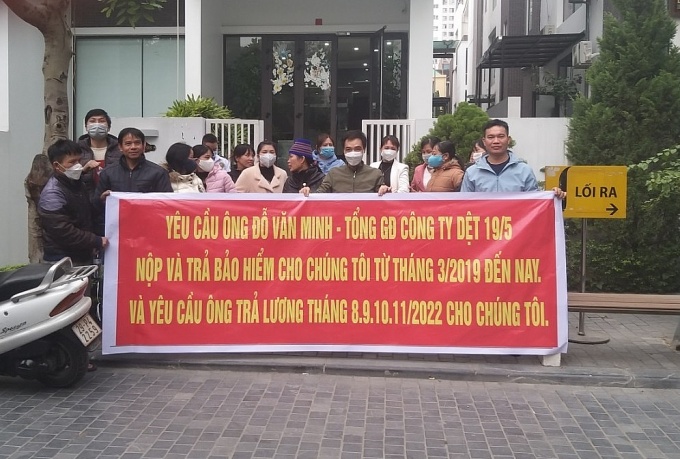 YÊU CẦU ÔNG ĐỖ VĂN MINH - TỔNG GĐ CÔNG TY DỆT 19/5
NỘP VÀ TRẢ BẢO HIỂM CHO CHÚNG TÔI TỪ THÁNG 3/2019 ĐẾN NAY.
VÀ YÊU CẦU ÔNG TRẢ LƯƠNG THÁNG 8.9.10.11/2022 CHO CHÚNG TÔI.
LỐI RA